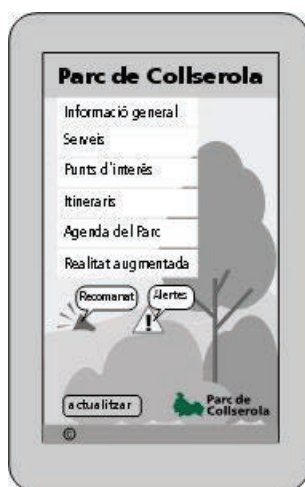 Parc de Collserola
Informació general
Serveis
Punts d'interès
Itineraris
Agenda del Parc
Realitat augmentada
Recomanat
Alertes
!
actualitzar
Parc de
Collserola
©